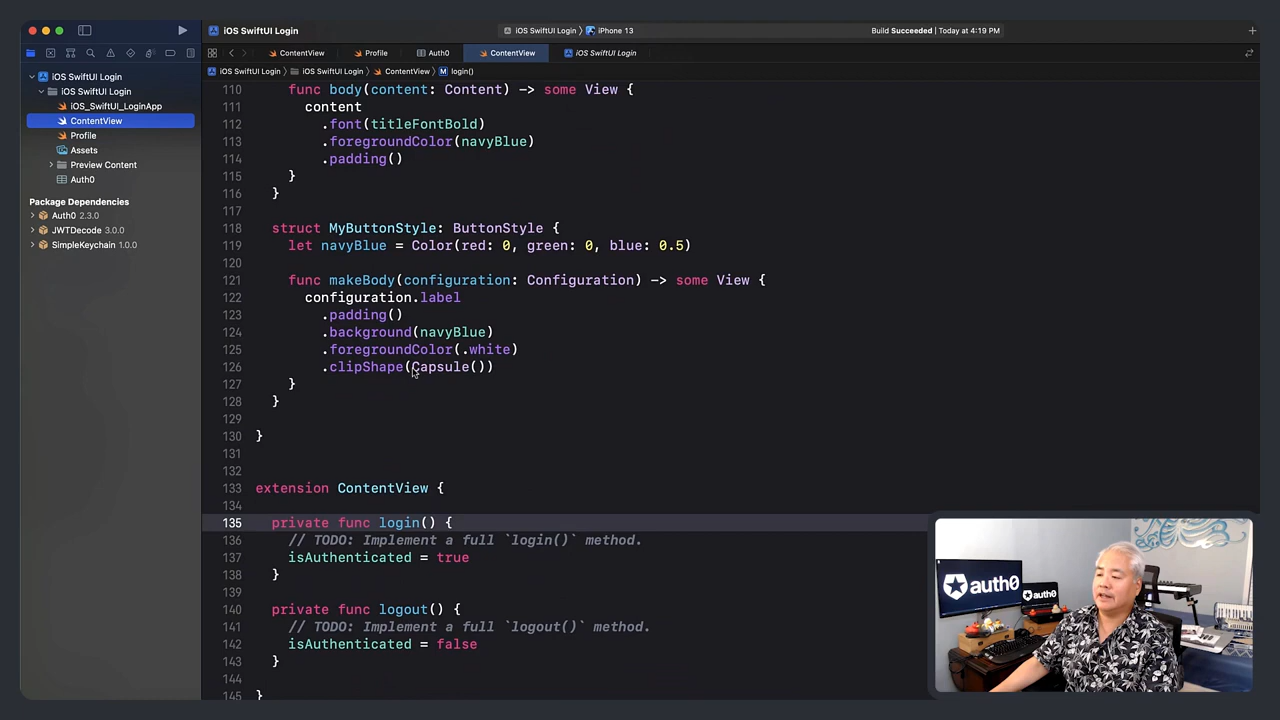 iOS SwiftUI Login
iOS SwiftUI Login 〉 iPhone 13
Build Succeeded | Today at 4:19 PM
ContentView
Profile
Auth0
ContentView
iOS SwiftUI Login
iOS SwiftUI Login 〉 iOS SwiftUI Login 〉 ContentView 〉 M login()
iOS SwiftUI Login
iOS SwiftUI Login
iOS_SwiftUI_LoginApp
ContentView
Profile
Assets
Preview Content
Auth0
Package Dependencies
Auth0 2.3.0
JWTDecode 3.0.0
SimpleKeychain 1.0.0
110 func body(content: Content) -> some View {
111 content
112 .font(titleFontBold)
113 .foregroundColor(navyBlue)
114 .padding()
115 }
116 }
117
118 struct MyButtonStyle: ButtonStyle {
119 let navyBlue = Color(red: 0, green: 0, blue: 0.5)
120
121 func makeBody(configuration: Configuration) -> some View {
122 configuration.label
123 .padding()
124 .background(navyBlue)
125 .foregroundColor(.white)
126 .clipShape(Capsule())
127 }
128 }
129
130 }
131
132
133 extension ContentView {
134
135 private func login() {
136 // TODO: Implement a full `login()` method.
137 isAuthenticated = true
138 }
139
140 private func logout() {
141 // TODO: Implement a full `logout()` method.
142 isAuthenticated = false
143 }
144
145 }
auth0
auth0